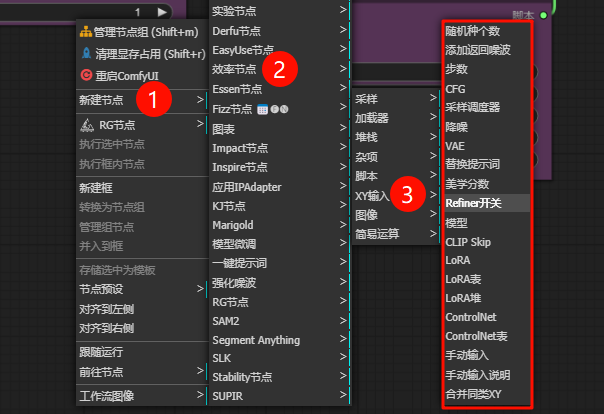 1
脚本
管理节点组 (Shift+m)
清理显存占用 (Shift+r)
重启ComfyUI
新建节点
1
RG节点
执行选中节点
执行框内节点
新建框
转换为节点组
管理组节点
并入到框
存储选中为模板
节点预设
对齐到左侧
对齐到右侧
跟随运行
前往节点
工作流图像
实验节点
Derfu节点
EasyUse节点
效率节点
2
Essen节点
Fizz节点
图表
Impact节点
Inspire节点
应用IPAdapter
KJ节点
Marigold
模型微调
一键提示词
强化噪波
RG节点
SAM2
Segment Anything
SLK
Stability节点
SUPIR
采样
加载器
堆栈
杂项
脚本
XY输入
3
图像
简易运算
随机种个数
添加返回噪波
步数
CFG
采样调度器
降噪
VAE
替换提示词
美学分数
Refiner开关
模型
CLIP Skip
LoRA
LoRA表
LoRA堆
ControlNet
ControlNet表
手动输入
手动输入说明
合并同类XY